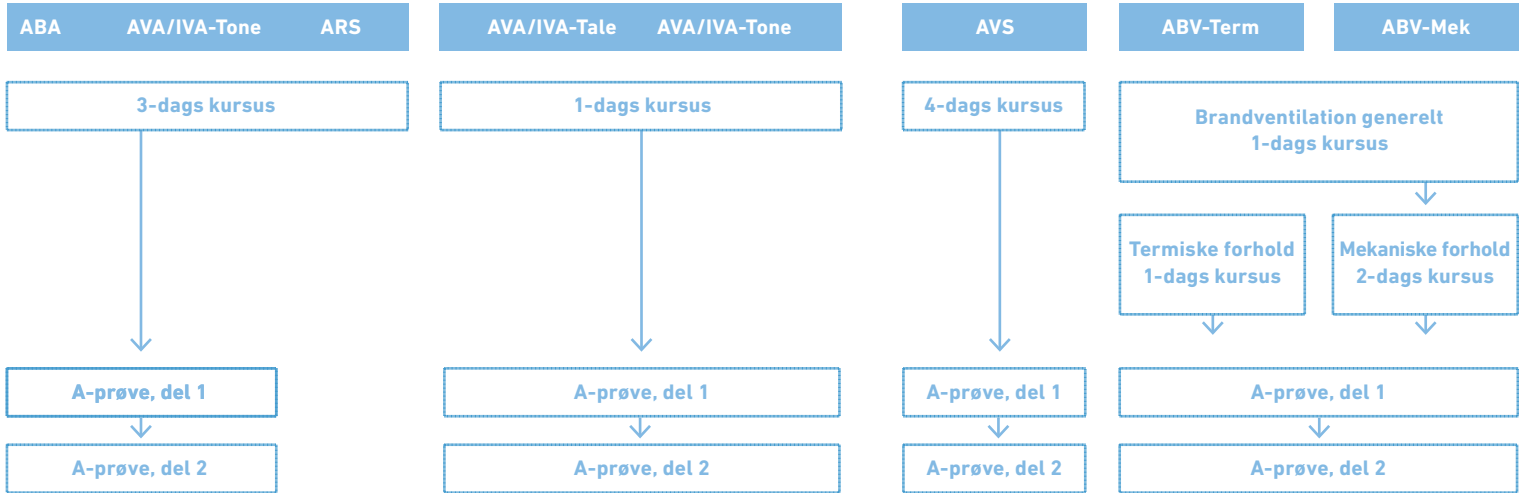 ABA AVA/IVA-Tone ARS
AVA/IVA-Tale AVA/IVA-Tone
AVS
ABV-Term
ABV-Mek
3-dags kursus
1-dags kursus
4-dags kursus
Brandventilation generelt
1-dags kursus
Termiske forhold
1-dags kursus
Mekaniske forhold
2-dags kursus
A-prøve, del 1
A-prøve, del 1
A-prøve, del 1
A-prøve, del 1
A-prøve, del 2
A-prøve, del 2
A-prøve, del 2
A-prøve, del 2